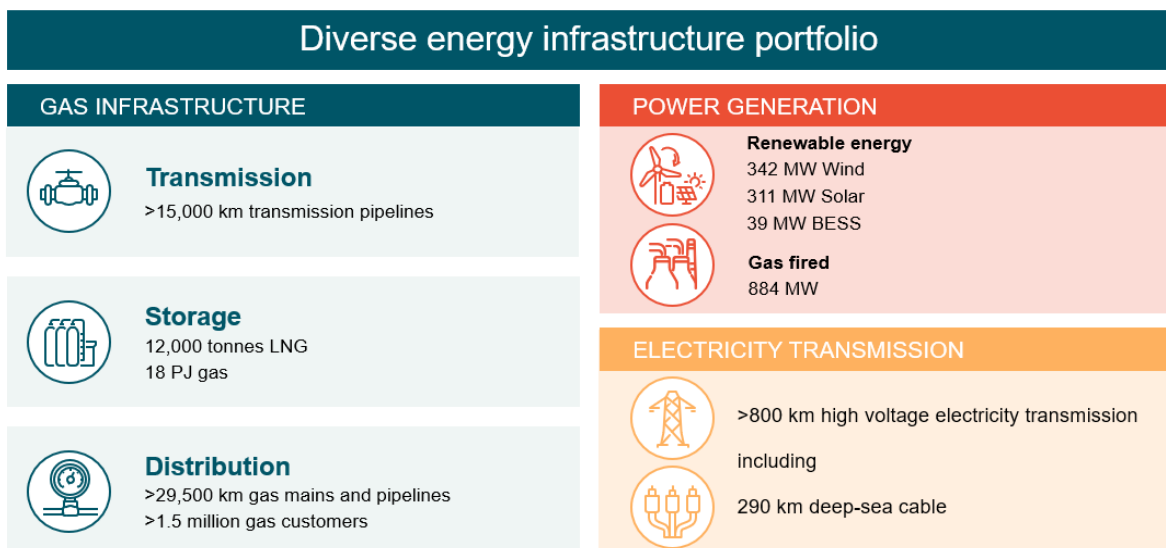 Diverse energy infrastructure portfolio
GAS INFRASTRUCTURE
Transmission
>15,000 km transmission pipelines
Storage
12,000 tonnes LNG
18 PJ gas
Distribution
>29,500 km gas mains and pipelines
>1.5 million gas customers
POWER GENERATION
Renewable energy
342 MW Wind
311 MW Solar
39 MW BESS
Gas fired
884 MW
ELECTRICITY TRANSMISSION
>800 km high voltage electricity transmission
including
290 km deep-sea cable